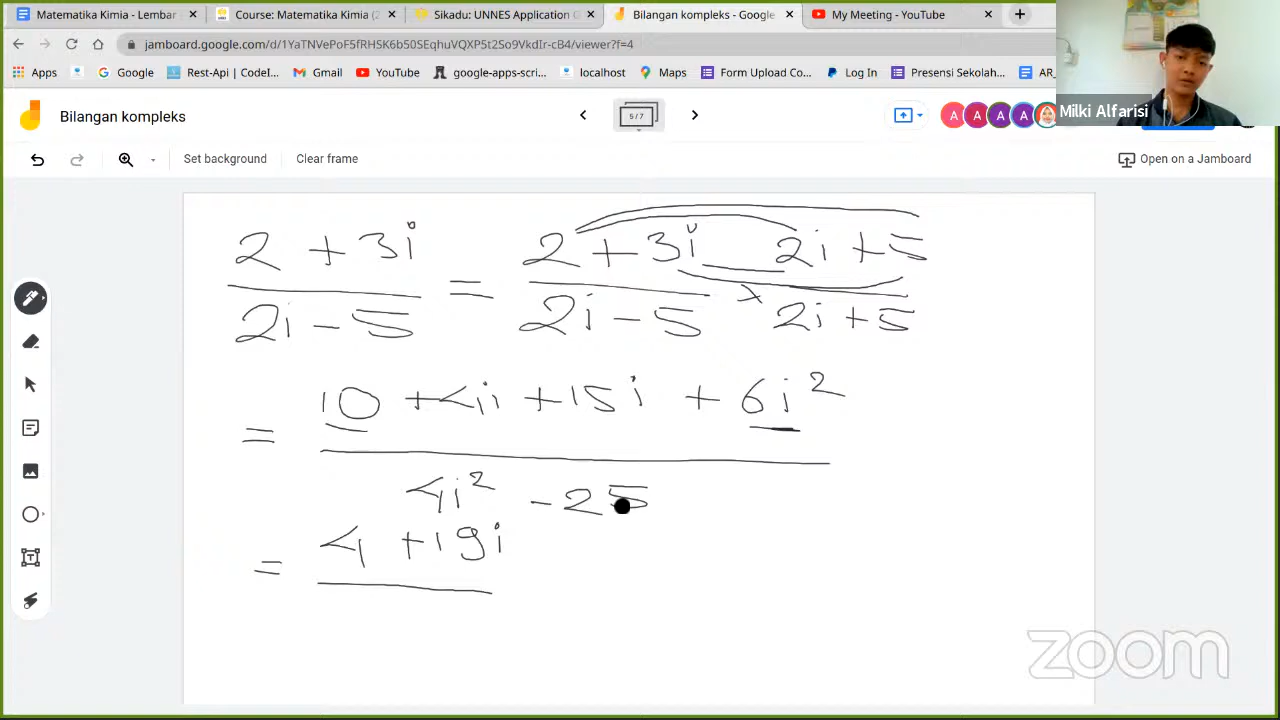 Matematika Kimia - Lembar
Course: Matematika Kimia (2
Sikadu: UNNES Application G
Bilangan kompleks - Google
My Meeting - YouTube
jamboard.google.com/d/1YaTNVePoF5fRHSK6b50SEqhuVQXP5t2So9VkdIr-cB4/viewer?f=4
Apps
Google
Rest-Api | CodeI...
Gmail
YouTube
google-apps-scri...
localhost
Maps
Form Upload Co...
Log In
Presensi Sekolah...
AR_
Milki Alfarisi
Bilangan kompleks
5/7
A A A A
Set background
Clear frame
Open on a Jamboard
2 + 3i / 2i - 5 = 2 + 3i / 2i - 5 × 2i + 5 / 2i + 5
= 10 + 4i + 15i + 6i² / 4i² - 25
= 4 + 19i
zoom